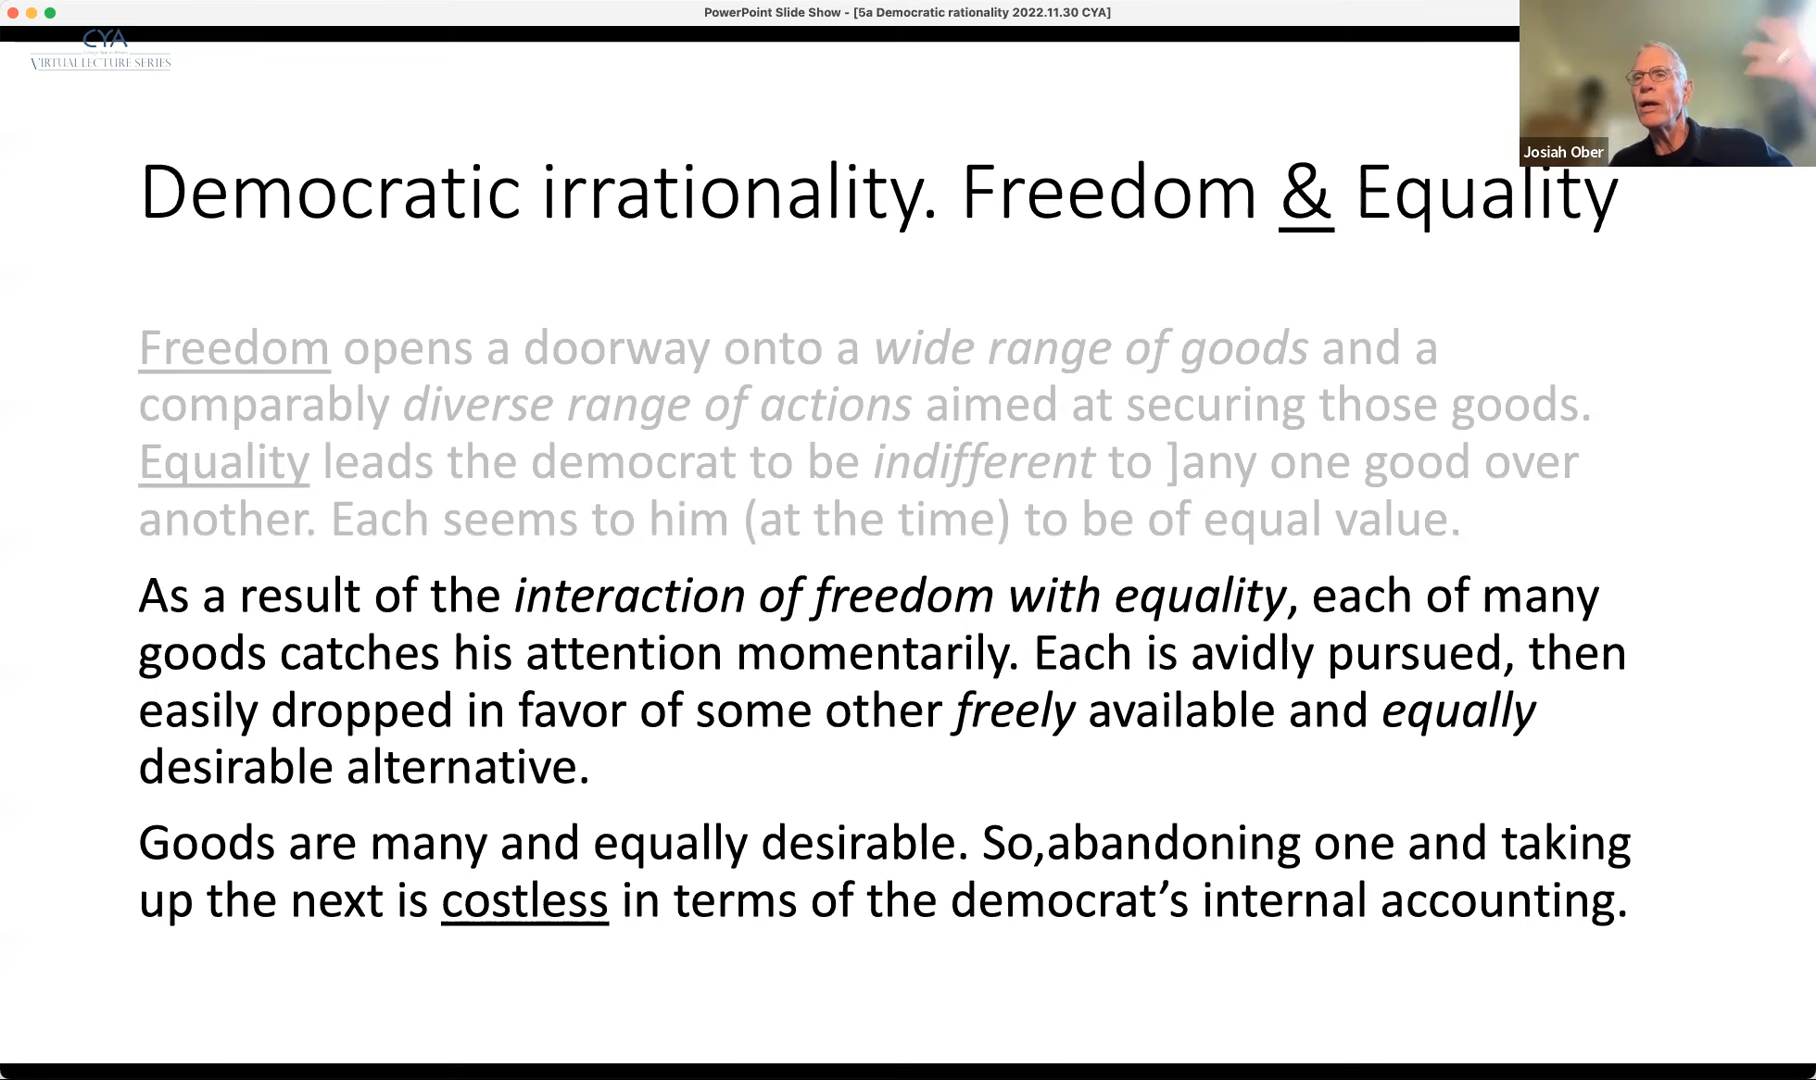 PowerPoint Slide Show - [5a Democratic rationality 2022.11.30 CYA]
CYA
VIRTUAL LECTURE SERIES
Josiah Ober
Democratic irrationality. Freedom & Equality
Freedom opens a doorway onto a wide range of goods and a
comparably diverse range of actions aimed at securing those goods.
Equality leads the democrat to be indifferent to ]any one good over
another. Each seems to him (at the time) to be of equal value.
As a result of the interaction of freedom with equality, each of many
goods catches his attention momentarily. Each is avidly pursued, then
easily dropped in favor of some other freely available and equally
desirable alternative.
Goods are many and equally desirable. So,abandoning one and taking
up the next is costless in terms of the democrat’s internal accounting.